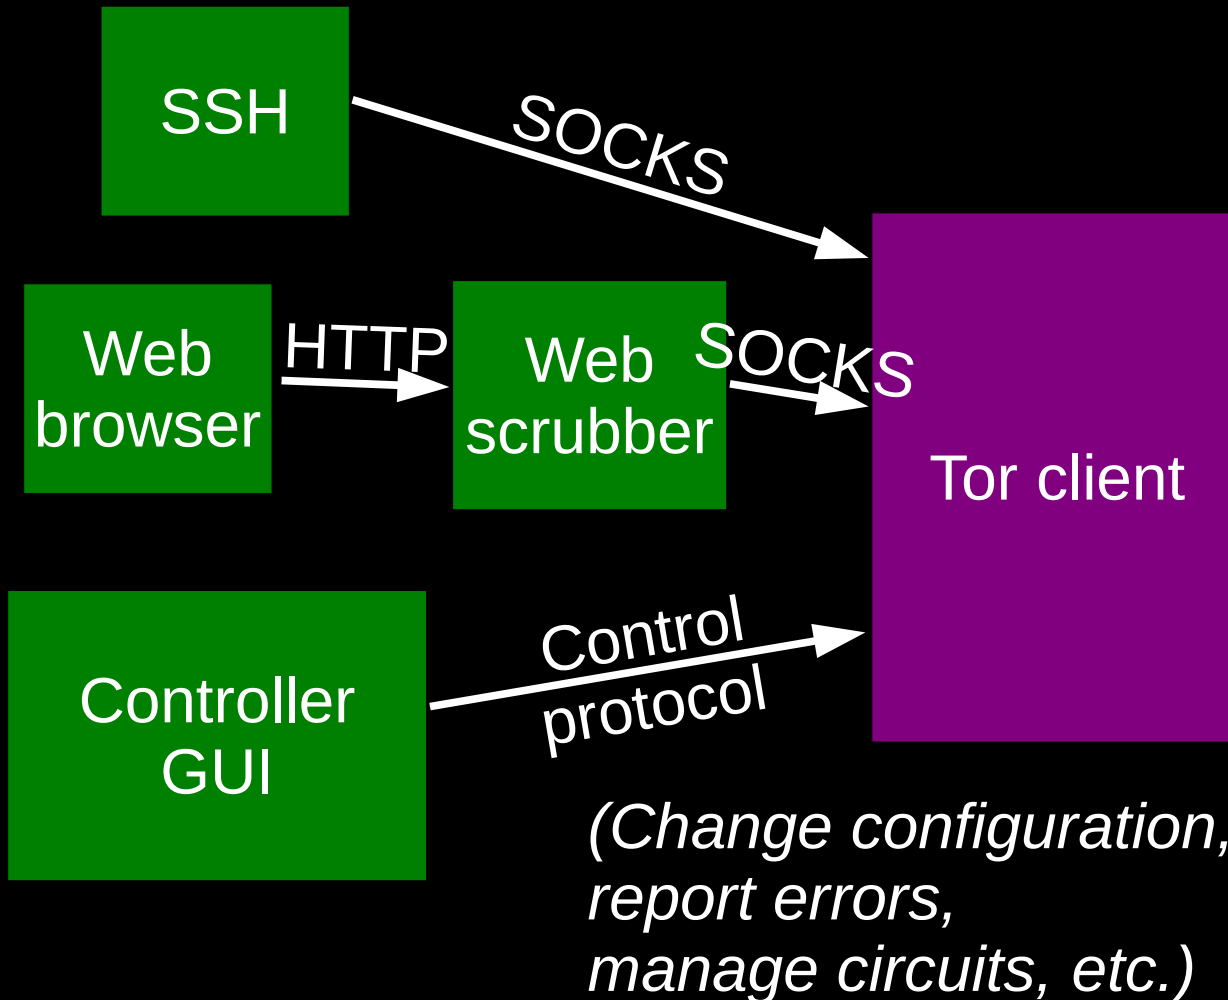 SSH
SOCKS
Web
browser
HTTP
Web
scrubber
SOCKS
Tor client
Controller
GUI
Control
protocol
(Change configuration,
report errors,
manage circuits, etc.)